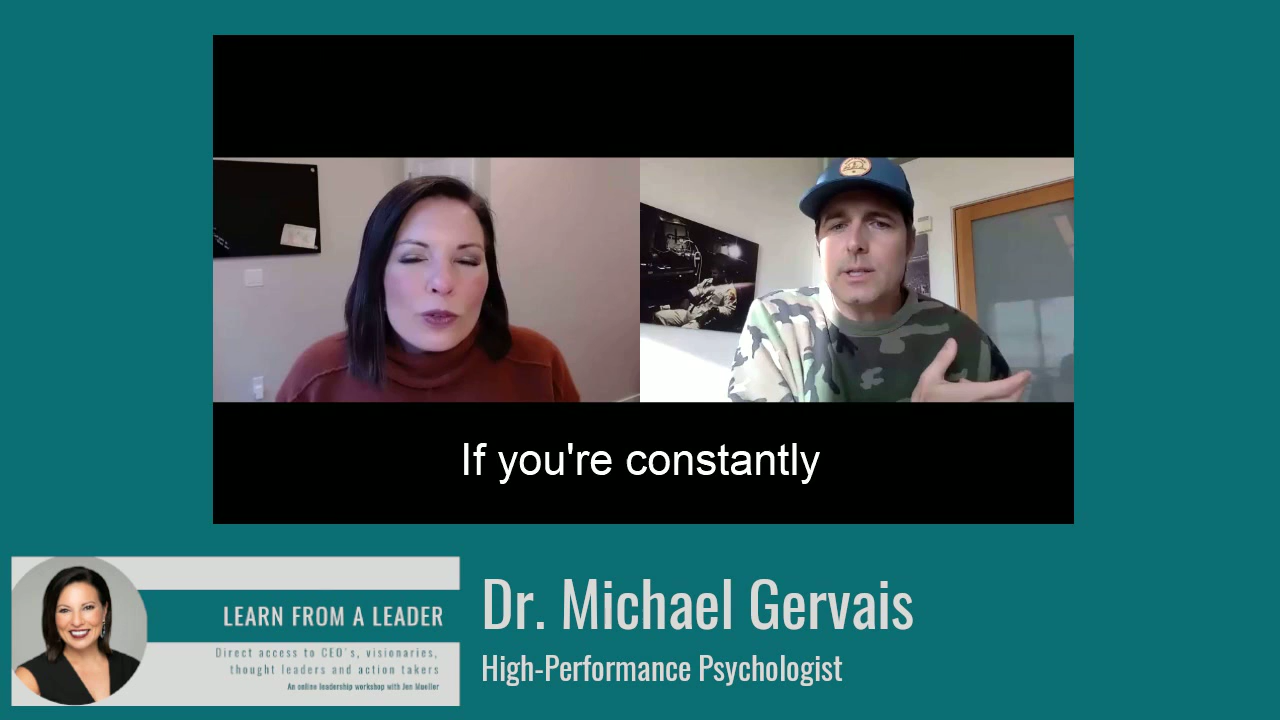 If you're constantly
LEARN FROM A LEADER
Direct access to CEO's, visionaries,
thought leaders and action takers
An online leadership workshop with Jen Mueller
Dr. Michael Gervais
High-Performance Psychologist